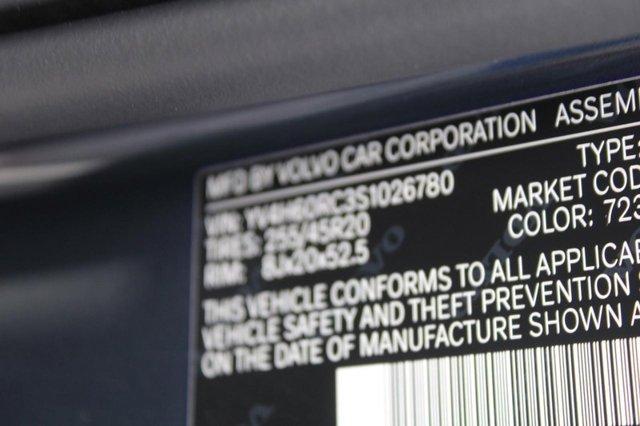 MFD BY VOLVO CAR CORPORATION ASSEM
TYPE:
VIN: YV4H60RC3S1026780
MARKET COD
TIRES: 255/45R20
COLOR: 723
RIM: 8Jx20x52.5
THIS VEHICLE CONFORMS TO ALL APPLICAB
VEHICLE SAFETY AND THEFT PREVENTION S
ON THE DATE OF MANUFACTURE SHOWN A